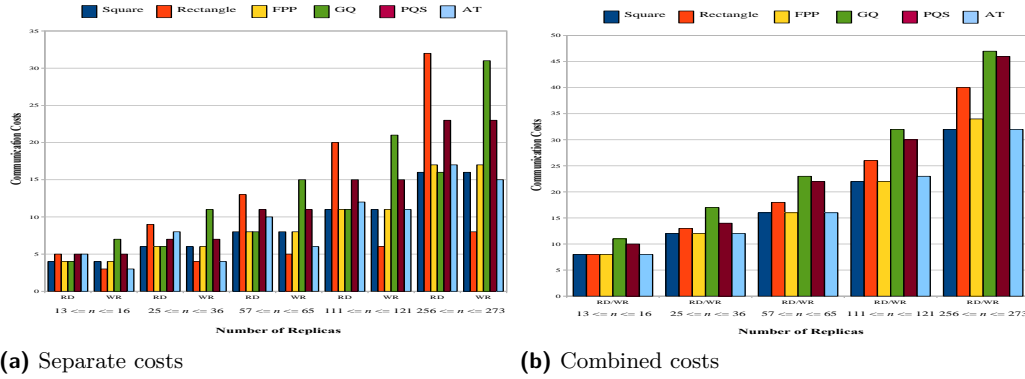 Square Rectangle FPP GQ PQS AT
35
30
25
20
15
10
5
0
Communication Costs
RD WR RD WR RD WR RD WR RD WR
13 <= n <= 16 25 <= n <= 36 57 <= n <= 65 111 <= n <= 121 256 <= n <= 273
Number of Replicas
(a) Separate costs
Square Rectangle FPP GQ PQS AT
50
45
40
35
30
25
20
15
10
5
0
Communication Costs
RD/WR RD/WR RD/WR RD/WR RD/WR
13 <= n <= 16 25 <= n <= 36 57 <= n <= 65 111 <= n <= 121 256 <= n <= 273
Number of Replicas
(b) Combined costs